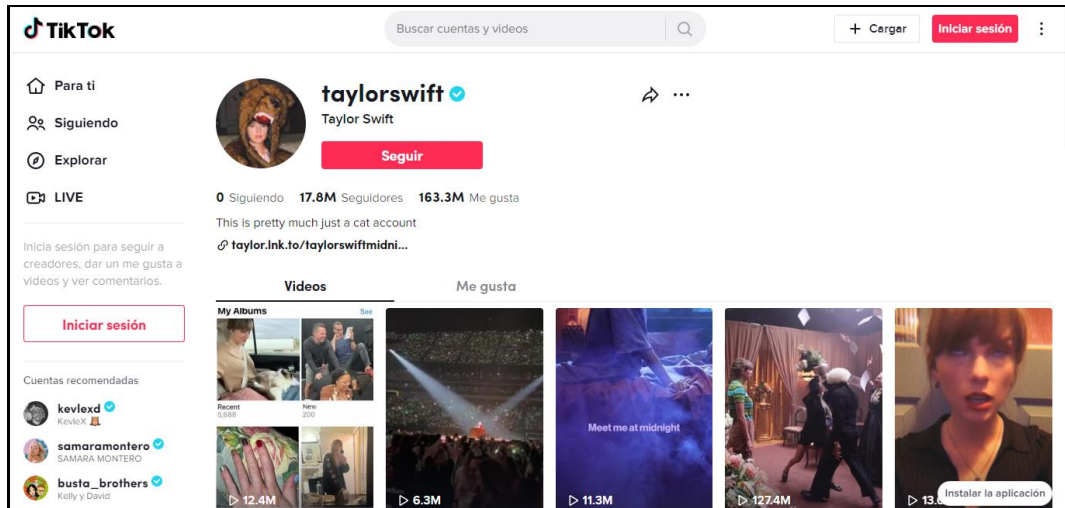 TikTok
Buscar cuentas y videos
+ Cargar
Iniciar sesión
Para ti
Siguiendo
Explorar
LIVE
Inicia sesión para seguir a
creadores, dar un me gusta a
videos y ver comentarios.
Iniciar sesión
Cuentas recomendadas
kevlexd
KevleX
samaramontero
SAMARA MONTERO
busta_brothers
Kelly y David
taylorswift
Taylor Swift
Seguir
0 Siguiendo 17.8M Seguidores 163.3M Me gusta
This is pretty much just a cat account
taylor.lnk.to/taylorswiftmidni...
Videos Me gusta
My Albums See
Recent New
5,688 200
12.4M
6.3M
Meet me at midnight
11.3M
127.4M
Instalar la aplicación